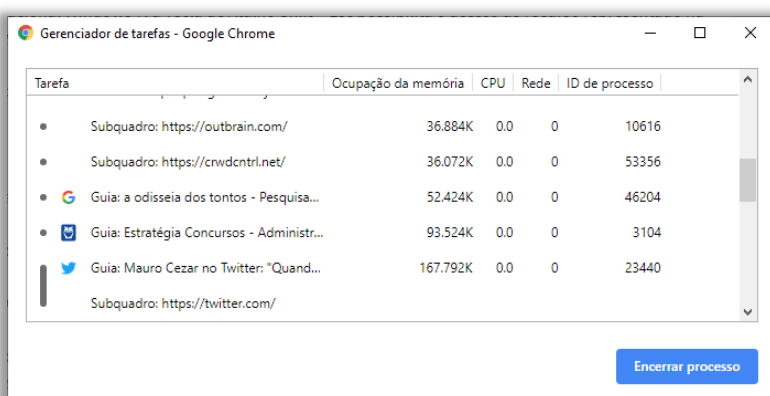 Gerenciador de tarefas - Google Chrome
Tarefa Ocupação da memória CPU Rede ID de processo
Subquadro: https://outbrain.com/ 36.884K 0.0 0 10616
Subquadro: https://crwdcntrl.net/ 36.072K 0.0 0 53356
Guia: a odisseia dos tontos - Pesquisa... 52.424K 0.0 0 46204
Guia: Estratégia Concursos - Administr... 93.524K 0.0 0 3104
Guia: Mauro Cezar no Twitter: "Quand... 167.792K 0.0 0 23440
Subquadro: https://twitter.com/
Encerrar processo